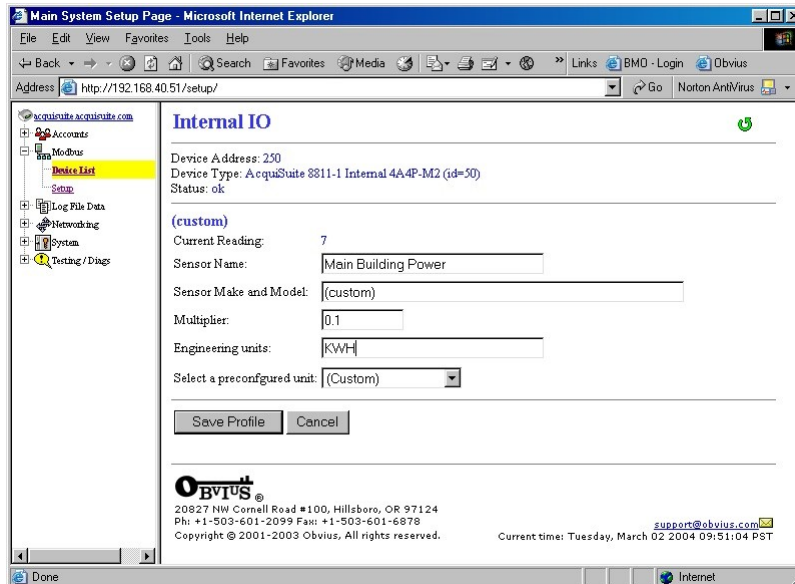 Main System Setup Page - Microsoft Internet Explorer
File Edit View Favorites Tools Help
Back Search Favorites Media » Links BMO - Login Obvius
Address http://192.168.40.51/setup/ Go Norton AntiVirus
acquisuite.acquisuite.com
Accounts
Modbus
Device List
Setup
Log File Data
Networking
System
Testing / Diags
Internal IO
Device Address: 250
Device Type: AcquiSuite 8811-1 Internal 4A4P-M2 (id=50)
Status: ok
(custom)
Current Reading: 7
Sensor Name: Main Building Power
Sensor Make and Model: (custom)
Multiplier: 0.1
Engineering units: KWH
Select a preconfgured unit: (Custom)
Save Profile Cancel
OBVIUS ®
20827 NW Cornell Road #100, Hillsboro, OR 97124
Ph: +1-503-601-2099 Fax: +1-503-601-6878
Copyright © 2001-2003 Obvius, All rights reserved.
support@obvius.com
Current time: Tuesday, March 02 2004 09:51:04 PST
Done Internet